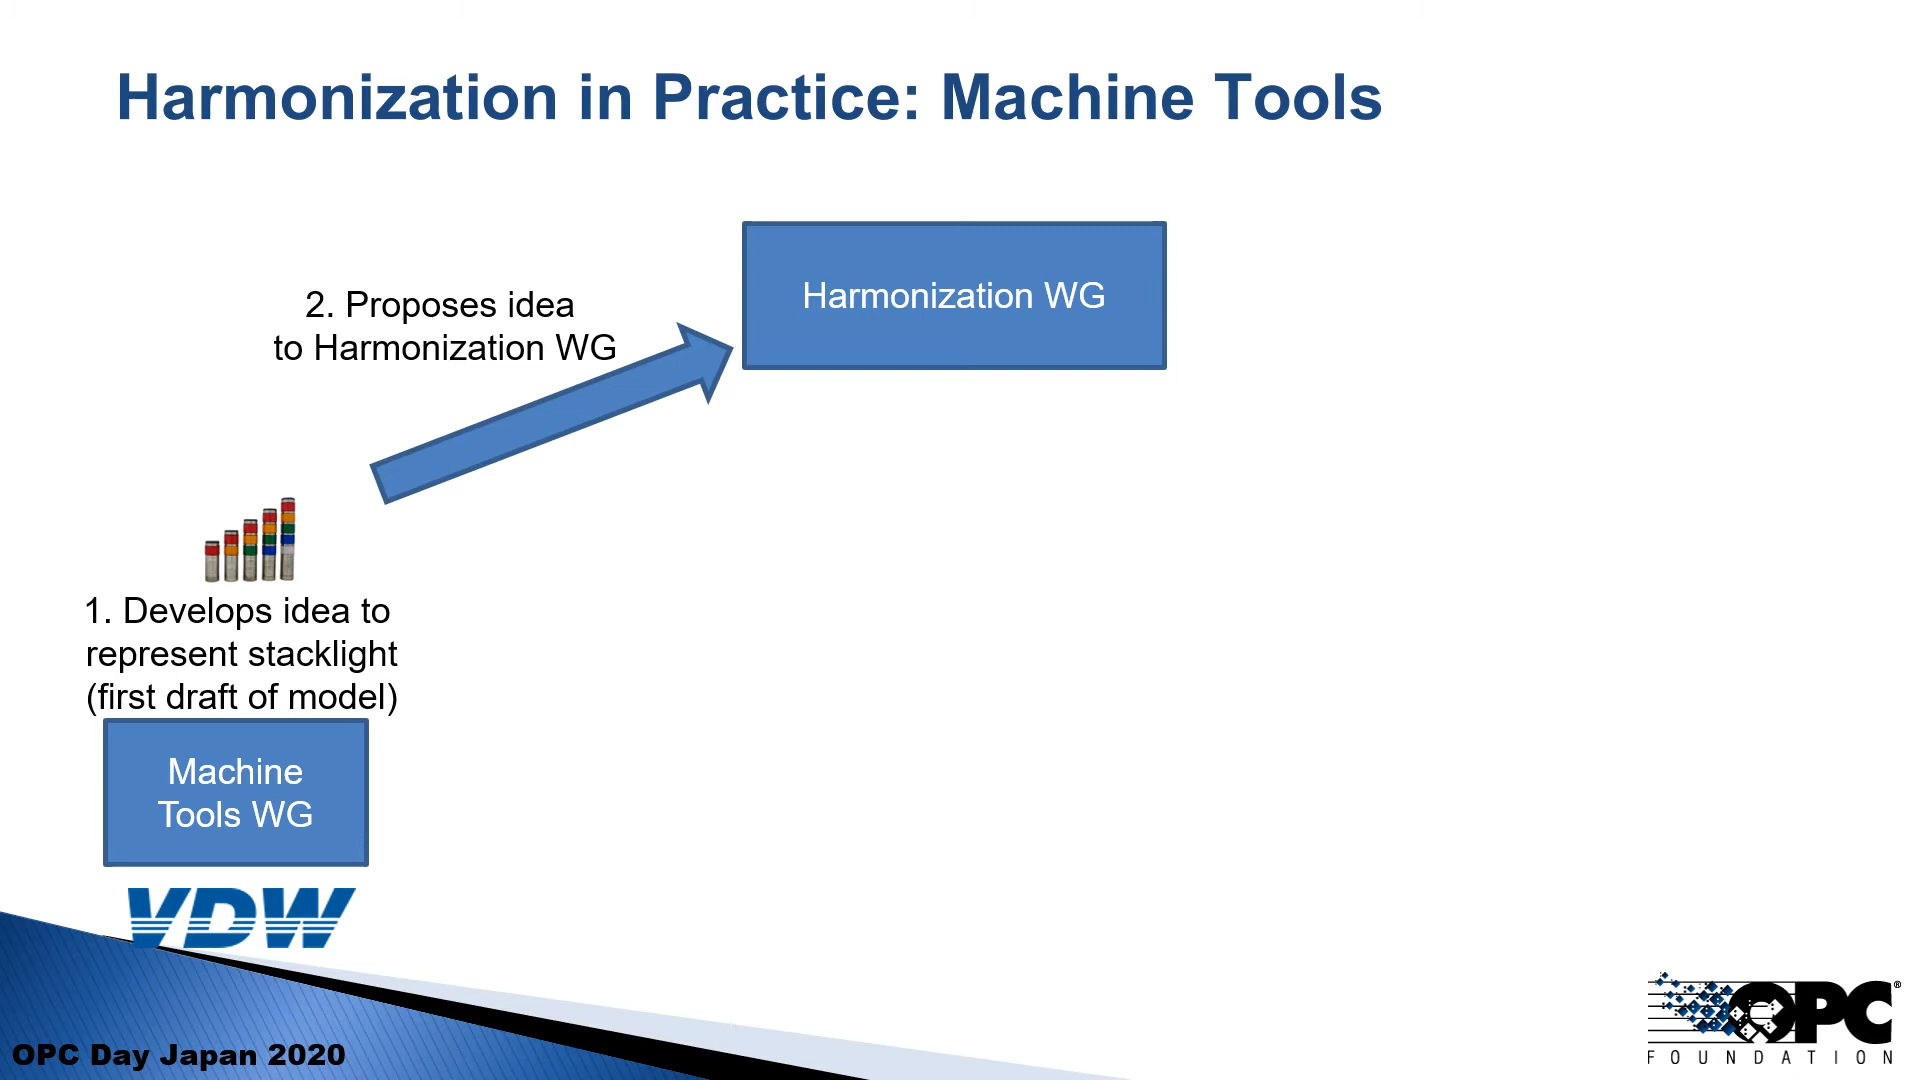 Harmonization in Practice: Machine Tools
Harmonization WG
2. Proposes idea
to Harmonization WG
1. Develops idea to
represent stacklight
(first draft of model)
Machine
Tools WG
VDW
OPC Day Japan 2020
OPC®
FOUNDATION